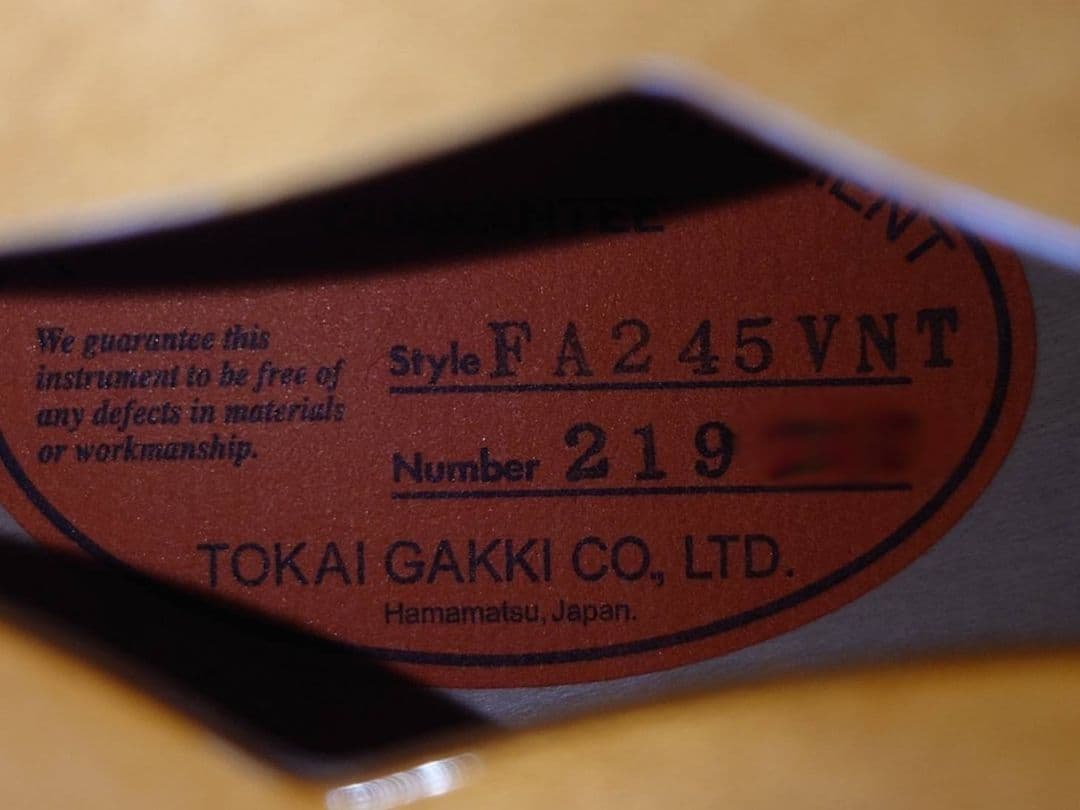 GUARANTEE
We guarantee this
instrument to be free of
any defects in materials
or workmanship.
Style FA245VNT
Number 219
TOKAI GAKKI CO., LTD.
Hamamatsu, Japan.